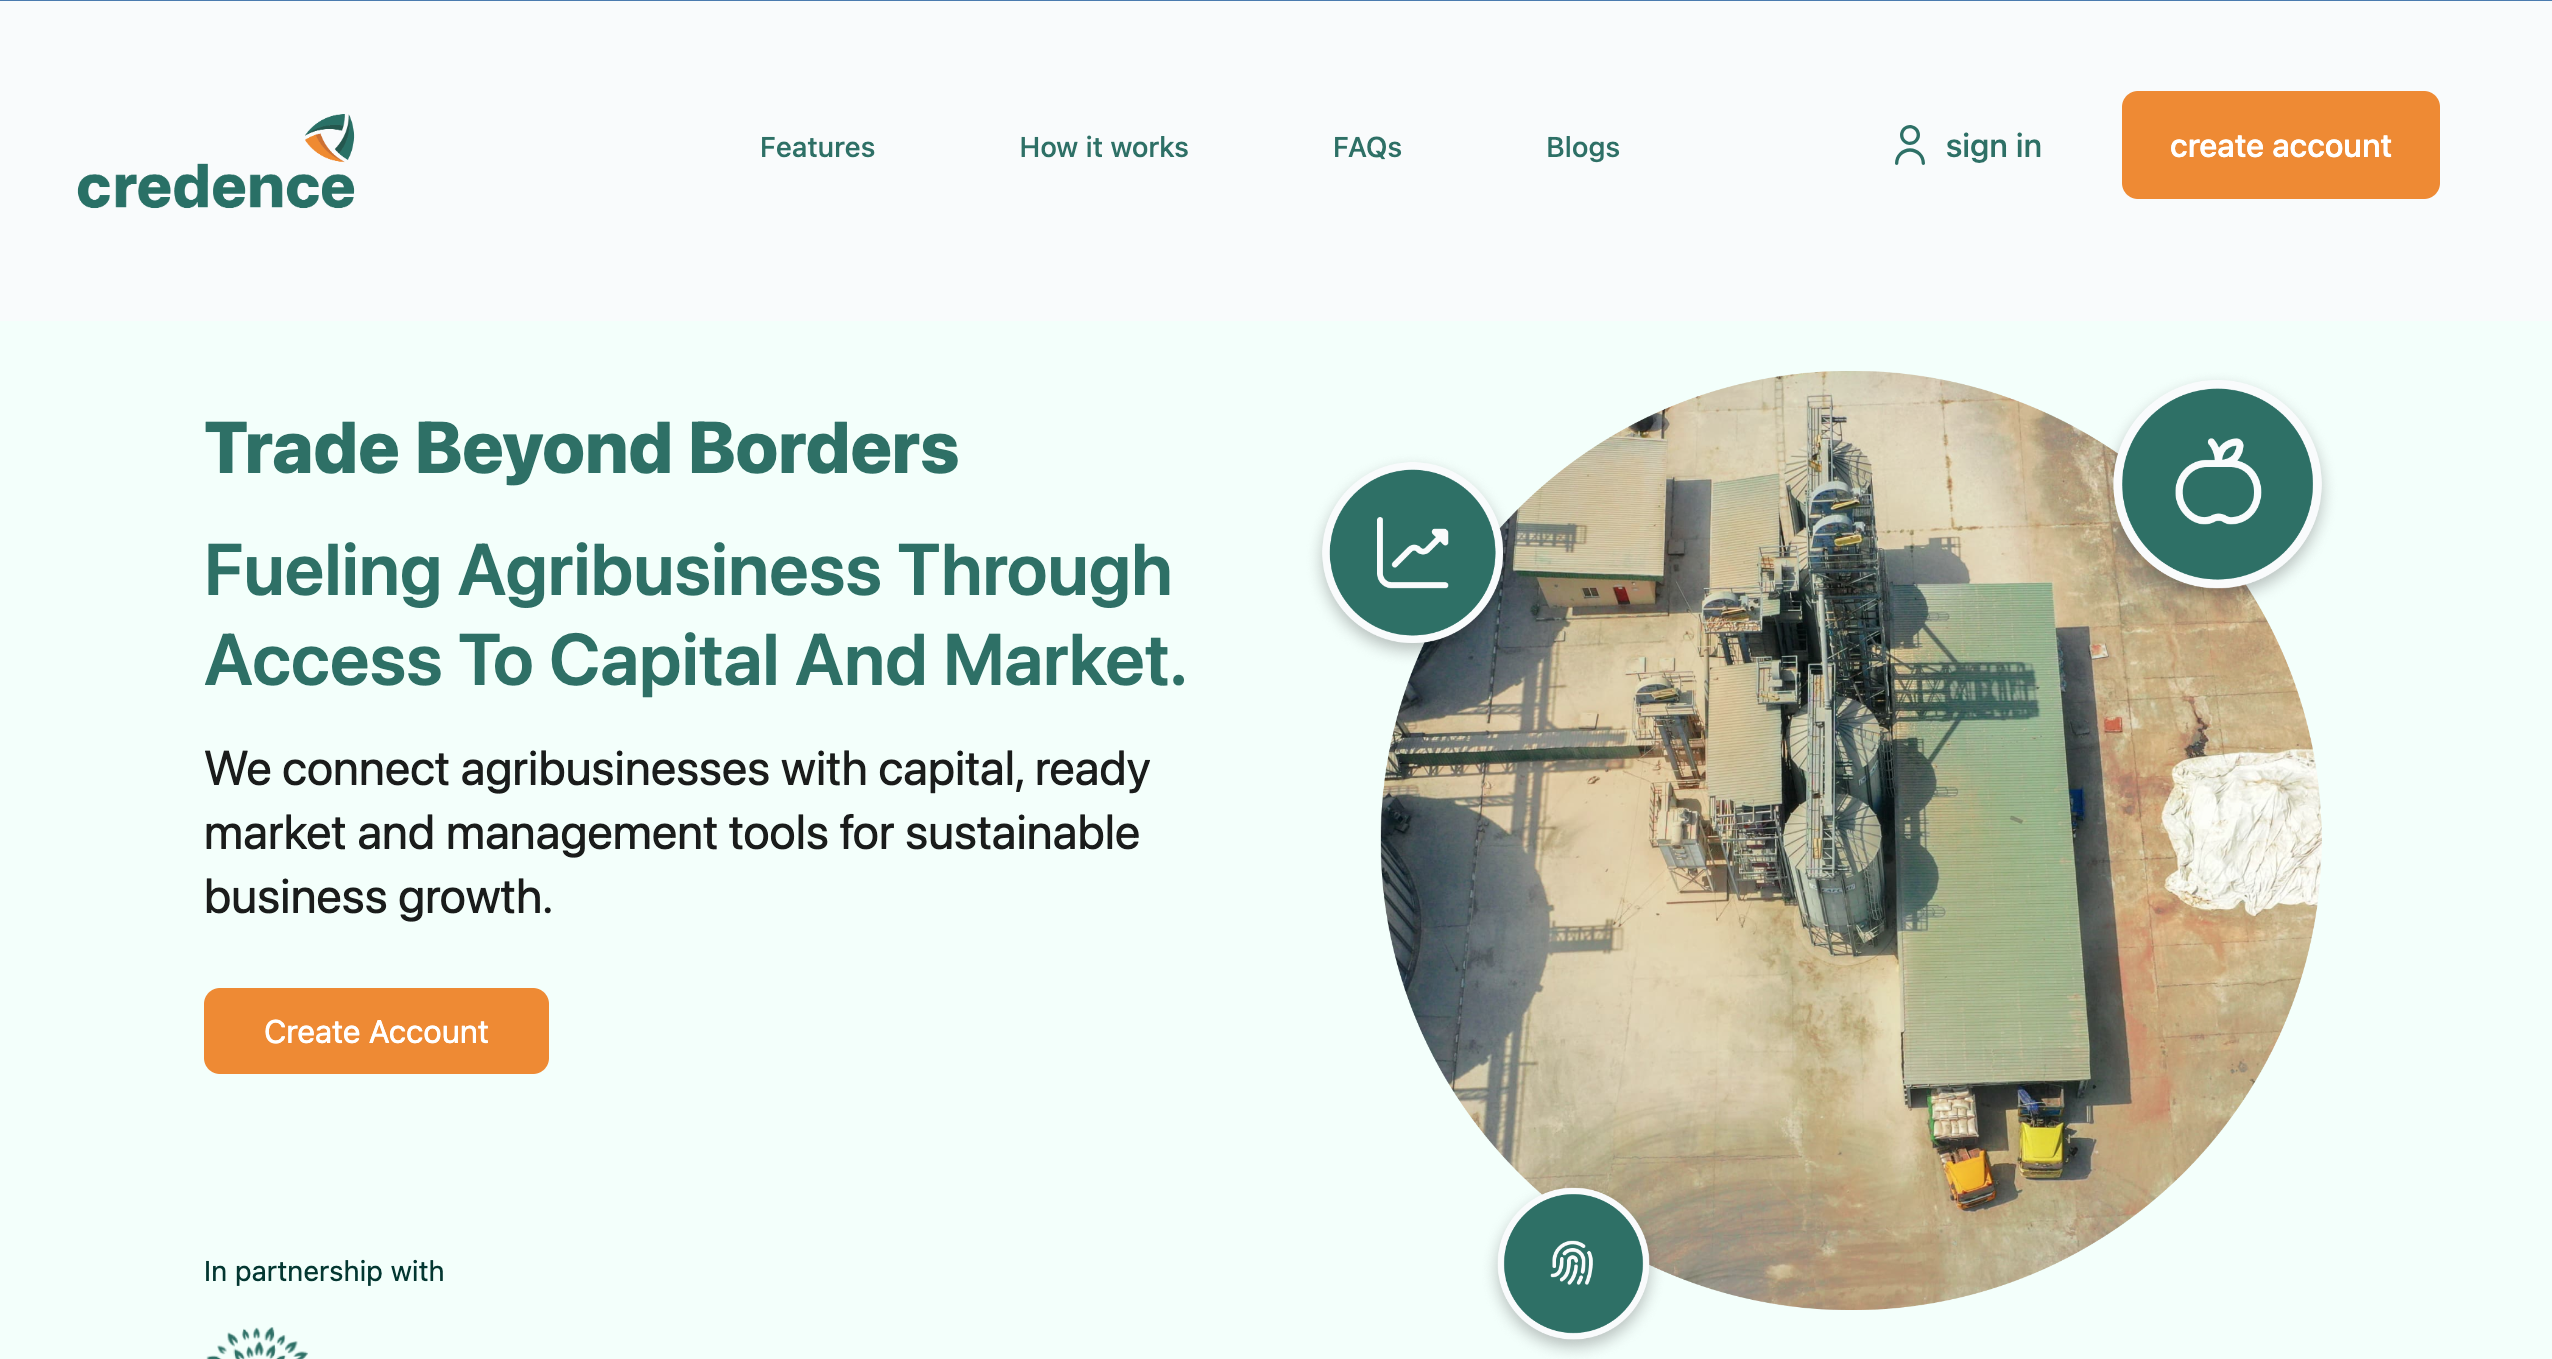 credence
Features
How it works
FAQs
Blogs
sign in
create account
Trade Beyond Borders
Fueling Agribusiness Through
Access To Capital And Market.
We connect agribusinesses with capital, ready
market and management tools for sustainable
business growth.
Create Account
In partnership with